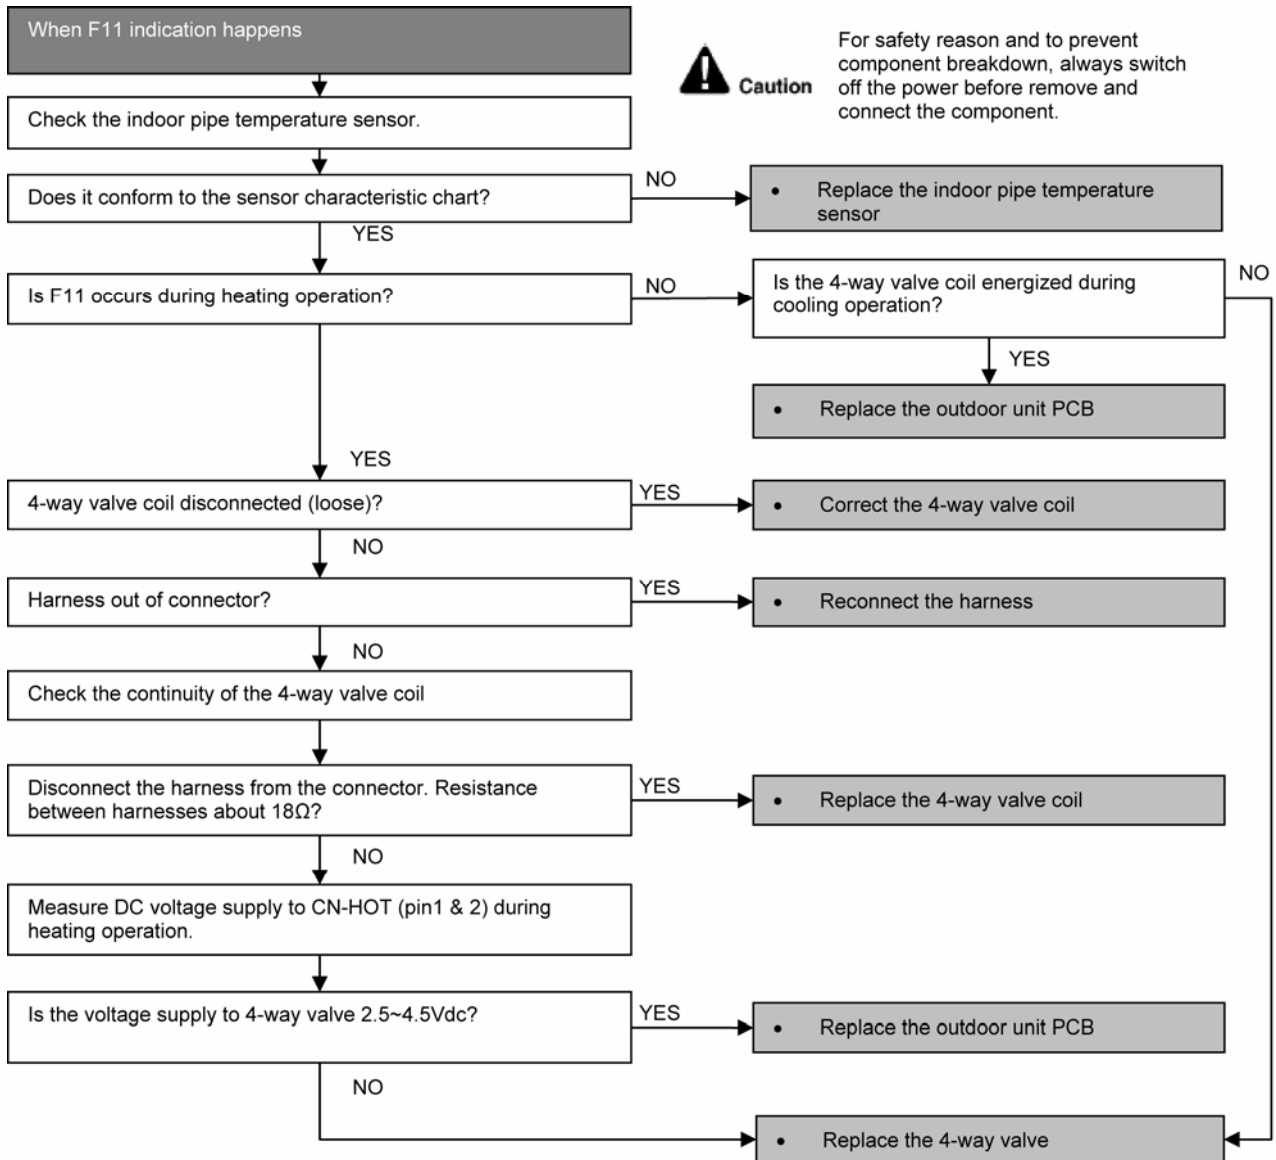 When F11 indication happens
Caution
For safety reason and to prevent
component breakdown, always switch
off the power before remove and
connect the component.
Check the indoor pipe temperature sensor.
Does it conform to the sensor characteristic chart?
NO
• Replace the indoor pipe temperature
sensor
YES
Is F11 occurs during heating operation?
NO
Is the 4-way valve coil energized during
cooling operation?
NO
YES
• Replace the outdoor unit PCB
YES
4-way valve coil disconnected (loose)?
YES
• Correct the 4-way valve coil
NO
Harness out of connector?
YES
• Reconnect the harness
NO
Check the continuity of the 4-way valve coil
Disconnect the harness from the connector. Resistance
between harnesses about 18Ω?
YES
• Replace the 4-way valve coil
NO
Measure DC voltage supply to CN-HOT (pin1 & 2) during
heating operation.
Is the voltage supply to 4-way valve 2.5~4.5Vdc?
YES
• Replace the outdoor unit PCB
NO
• Replace the 4-way valve